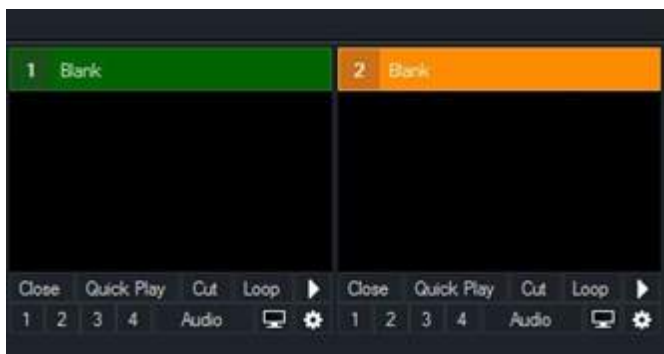 1 Blank 2 Blank
Close Quick Play Cut Loop Close Quick Play Cut Loop
1 2 3 4 Audio 1 2 3 4 Audio